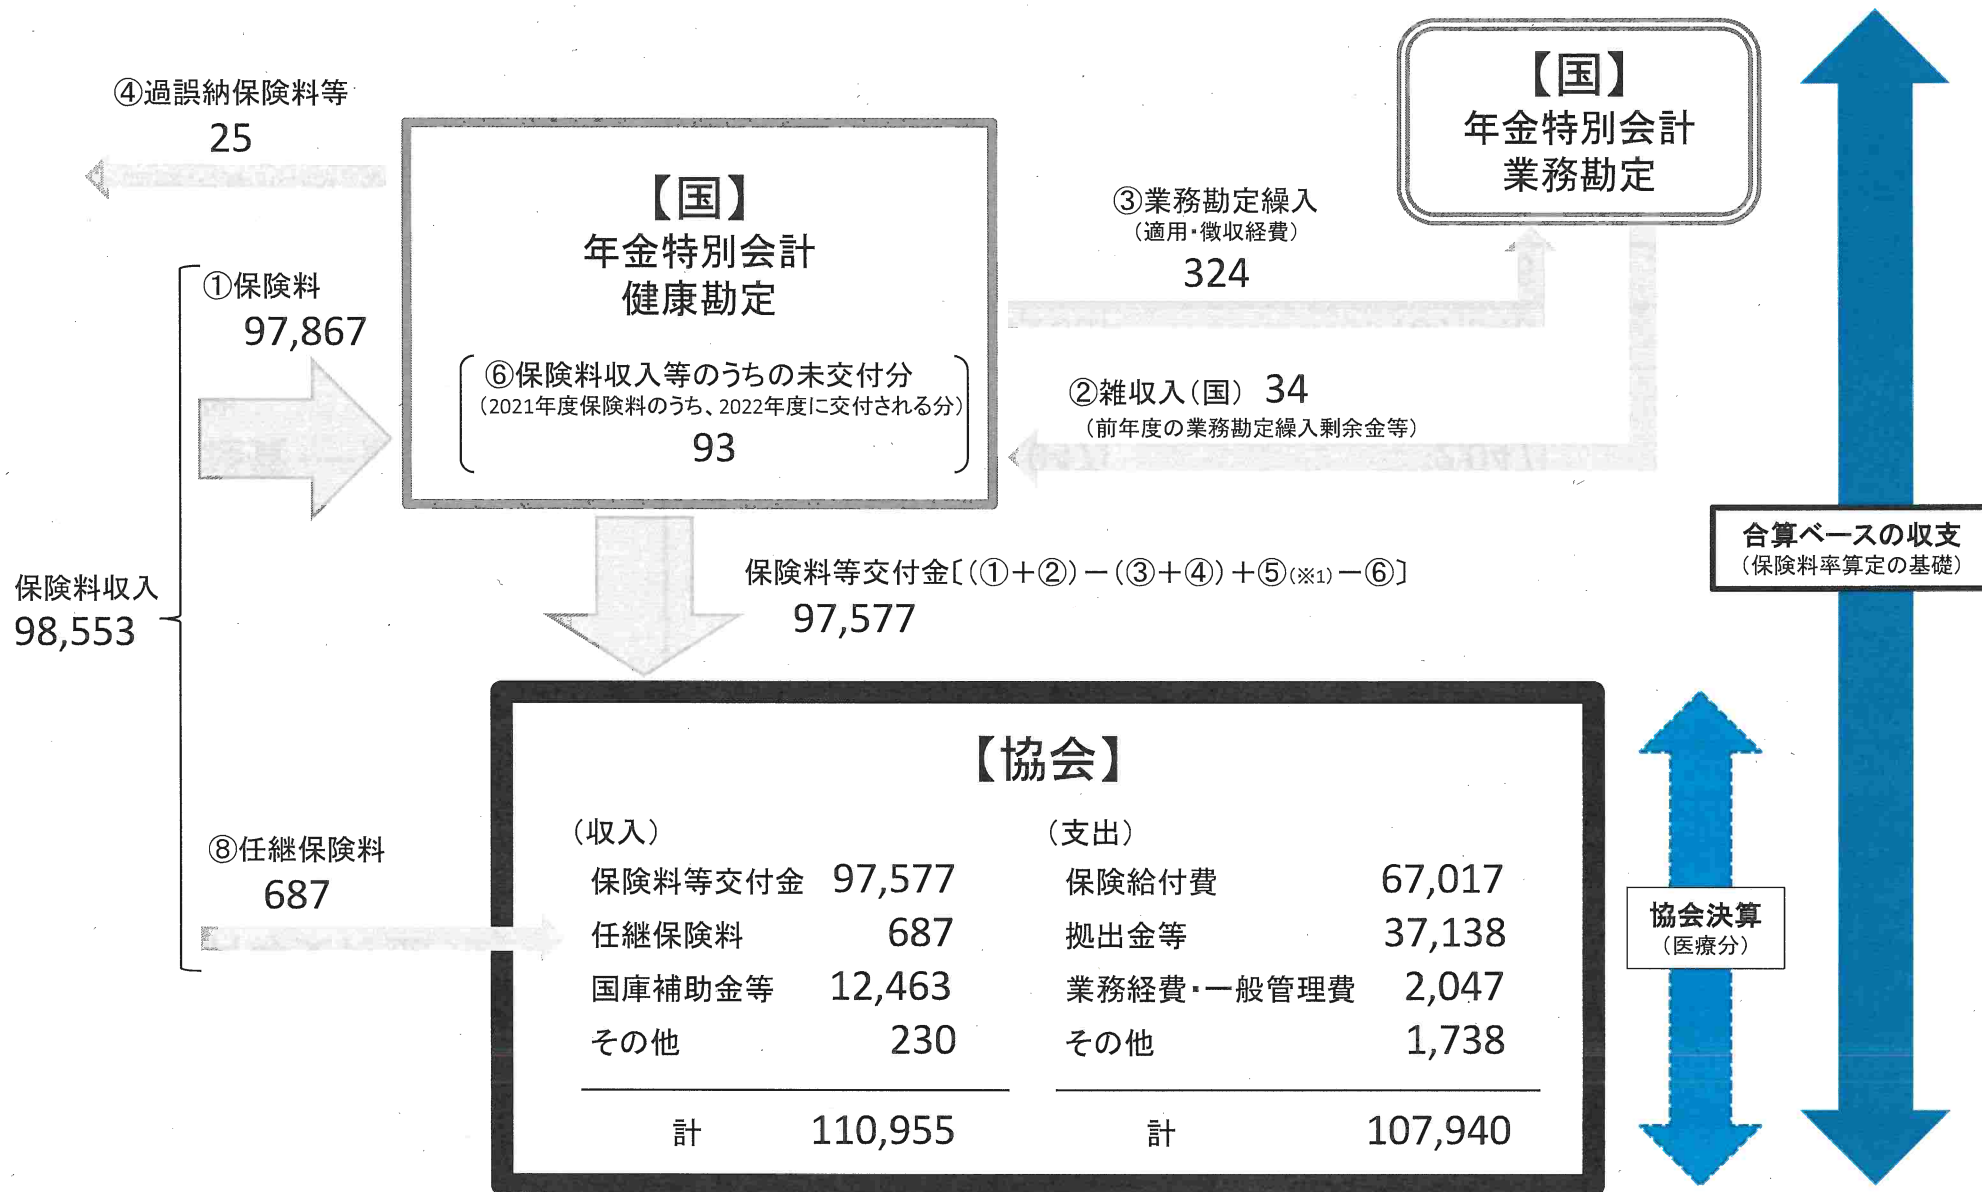 ④過誤納保険料等
25
【国】
年金特別会計
健康勘定
⑥保険料収入等のうちの未交付分
(2021年度保険料のうち、2022年度に交付される分)
93
【国】
年金特別会計
業務勘定
③業務勘定繰入
(適用・徴収経費)
324
②雑収入(国) 34
(前年度の業務勘定繰入剰余金等)
①保険料
97,867
保険料収入
98,553
保険料等交付金〔(①+②)-(③+④)+⑤(※1)-⑥〕
97,577
合算ベースの収支
(保険料率算定の基礎)
⑧任継保険料
687
【協会】
(収入)
保険料等交付金 97,577
任継保険料 687
国庫補助金等 12,463
その他 230
計 110,955
(支出)
保険給付費 67,017
拠出金等 37,138
業務経費・一般管理費 2,047
その他 1,738
計 107,940
協会決算
(医療分)